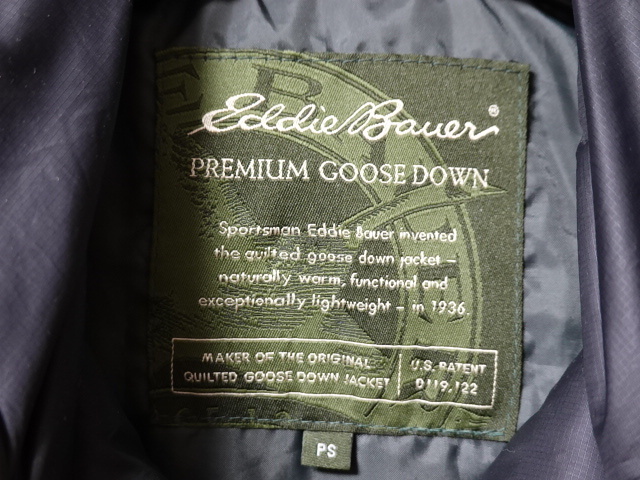 Eddie Bauer®
PREMIUM GOOSE DOWN
Sportsman Eddie Bauer invented
the quilted goose down jacket –
naturally warm, functional and
exceptionally lightweight – in 1936.
MAKER OF THE ORIGINAL
QUILTED GOOSE DOWN JACKET
U.S. PATENT
D119,122
PS